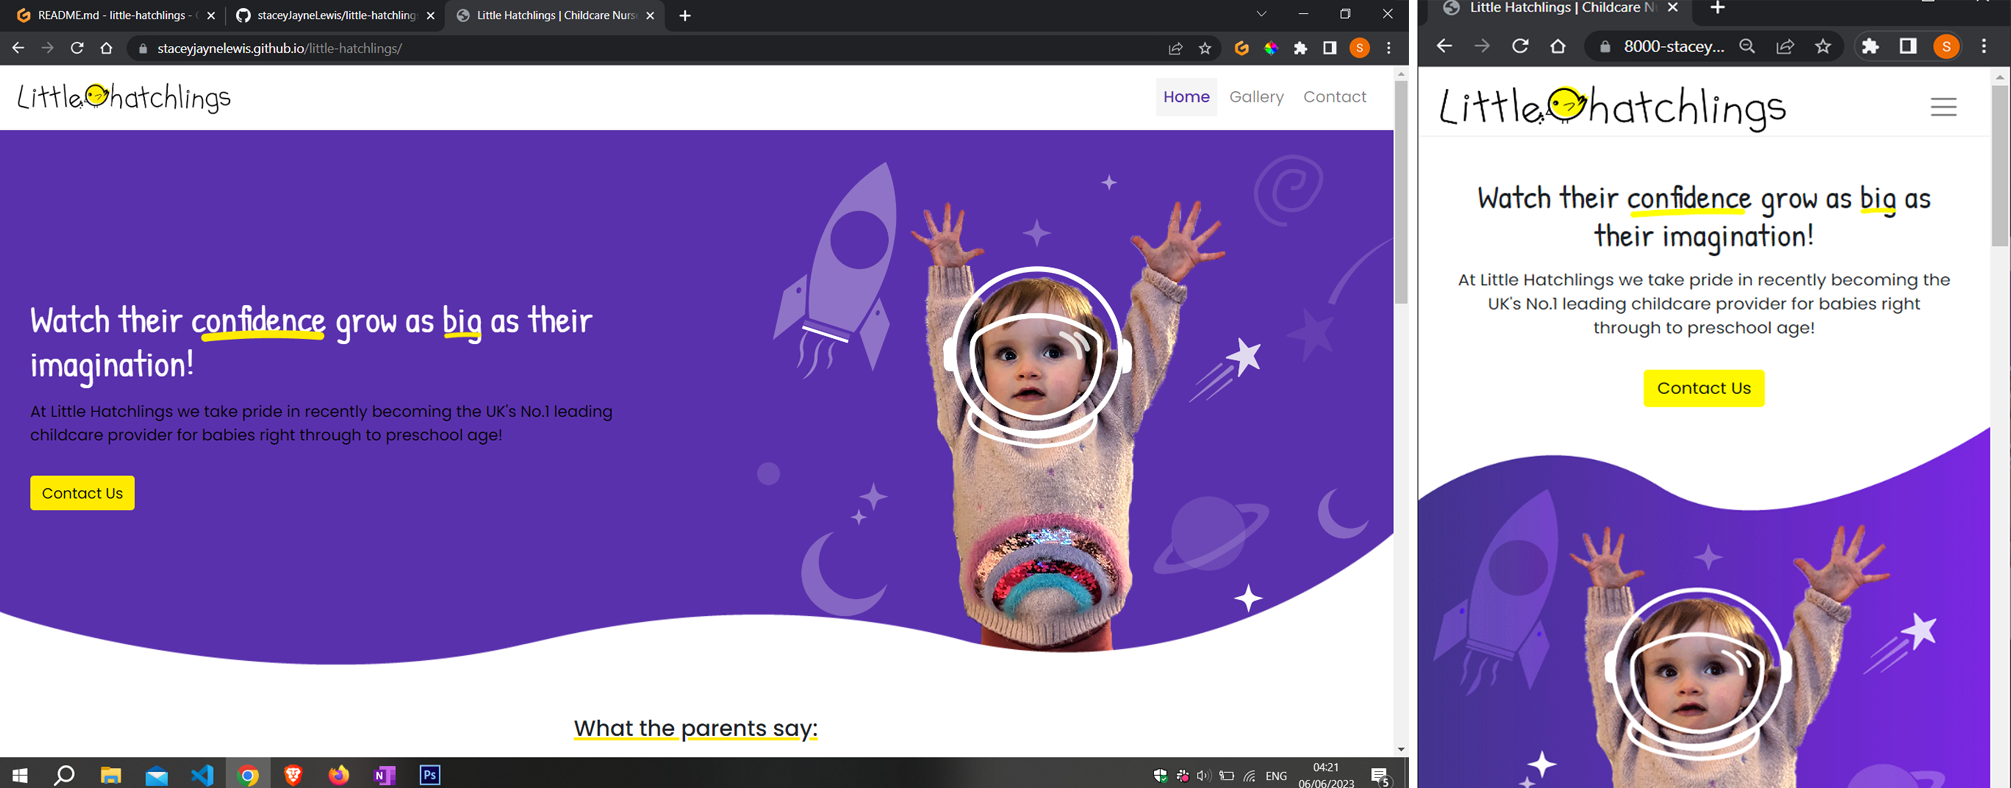 README.md - little-hatchlings - 
staceyJayneLewis/little-hatchling
Little Hatchlings | Childcare Nurs
staceyjaynelewis.github.io/little-hatchlings/
S
Little hatchlings
Home
Gallery
Contact
Watch their confidence grow as big as their
imagination!
At Little Hatchlings we take pride in recently becoming the UK's No.1 leading
childcare provider for babies right through to preschool age!
Contact Us
What the parents say:
N
Ps
ENG
04:21
06/06/2023
5
Little Hatchlings | Childcare N
8000-stacey...
S
Little hatchlings
Watch their confidence grow as big as
their imagination!
At Little Hatchlings we take pride in recently becoming the
UK's No.1 leading childcare provider for babies right
through to preschool age!
Contact Us